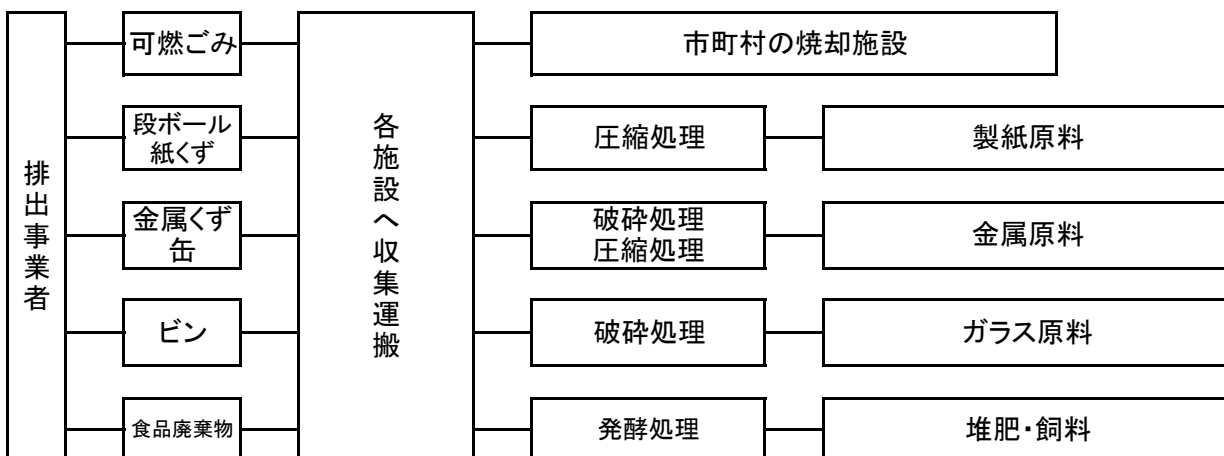 排出事業者
可燃ごみ
段ボール
紙くず
金属くず
缶
ビン
食品廃棄物
各施設へ収集運搬
市町村の焼却施設
圧縮処理
製紙原料
破砕処理
圧縮処理
金属原料
破砕処理
ガラス原料
発酵処理
堆肥・飼料